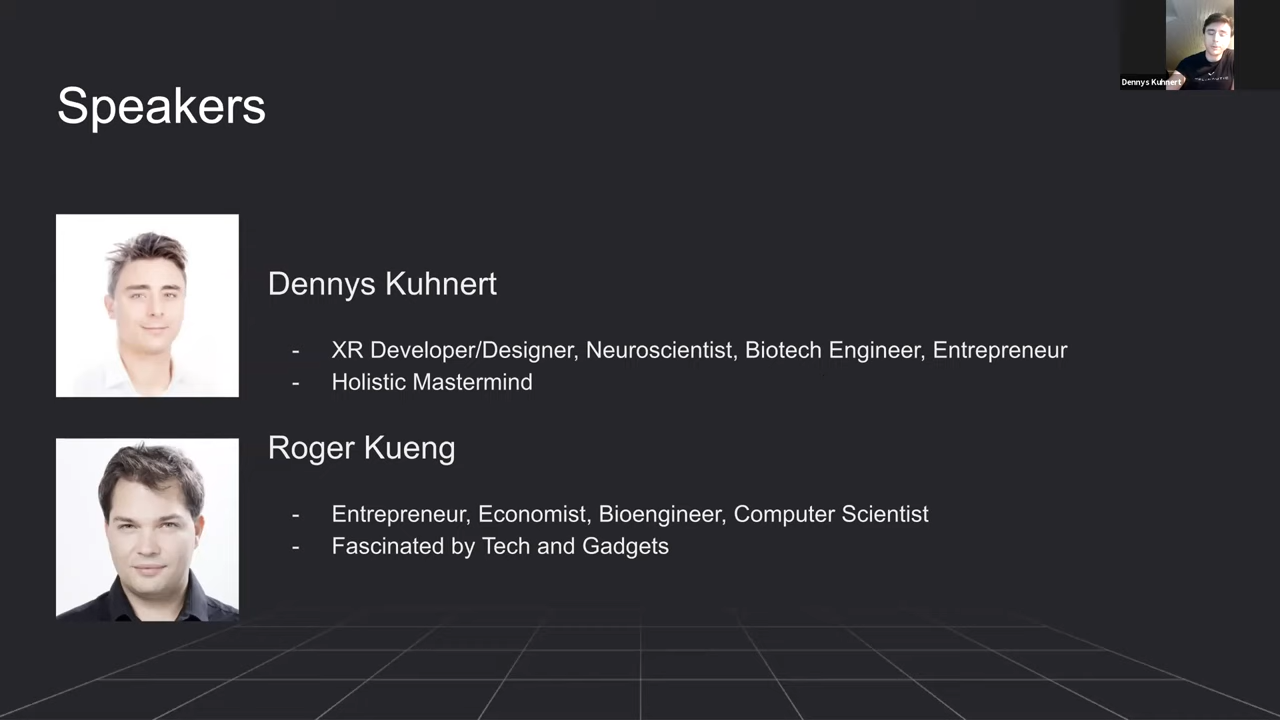 Dennys Kuhnert
Speakers
Dennys Kuhnert
- XR Developer/Designer, Neuroscientist, Biotech Engineer, Entrepreneur
- Holistic Mastermind
Roger Kueng
- Entrepreneur, Economist, Bioengineer, Computer Scientist
- Fascinated by Tech and Gadgets